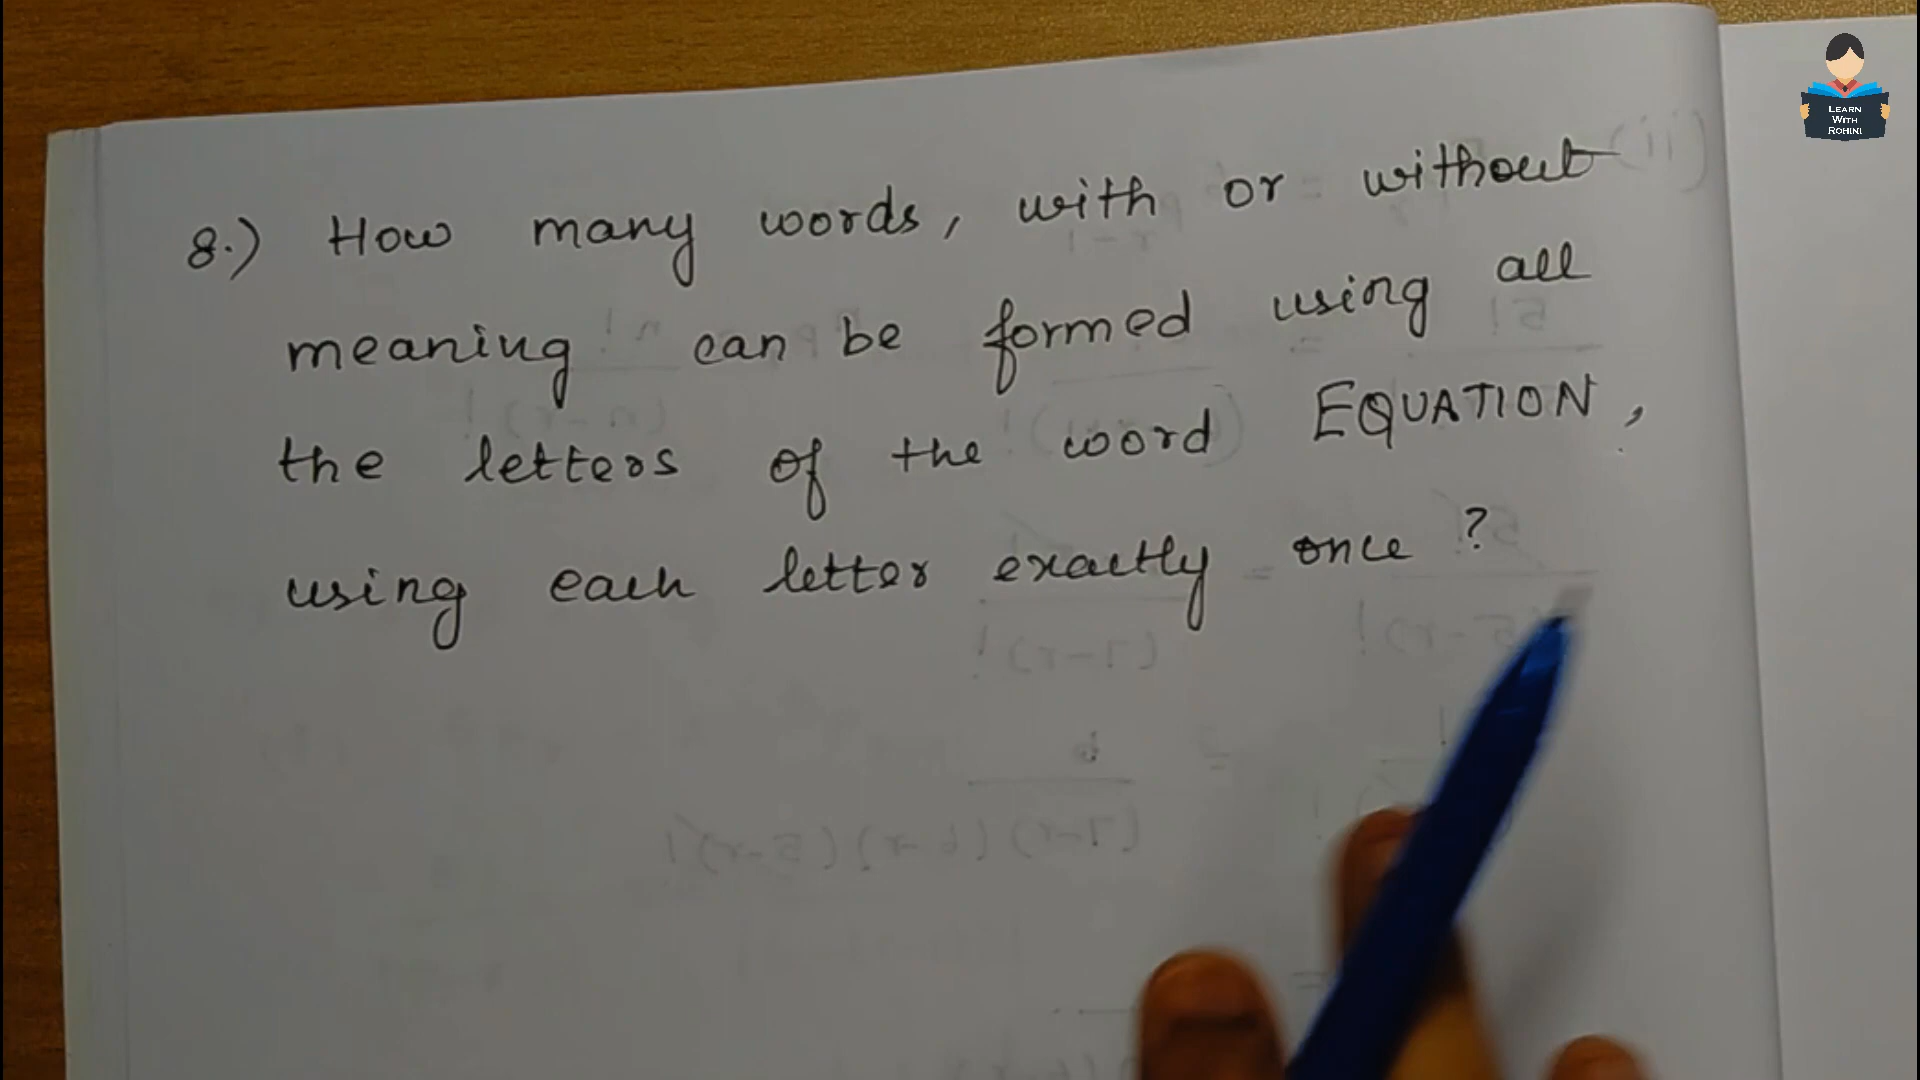 8.) How many words, with or without
meaning can be formed using all
the letters of the word EQUATION,
using each letter exactly once ?
LEARN
WITH
ROHINI